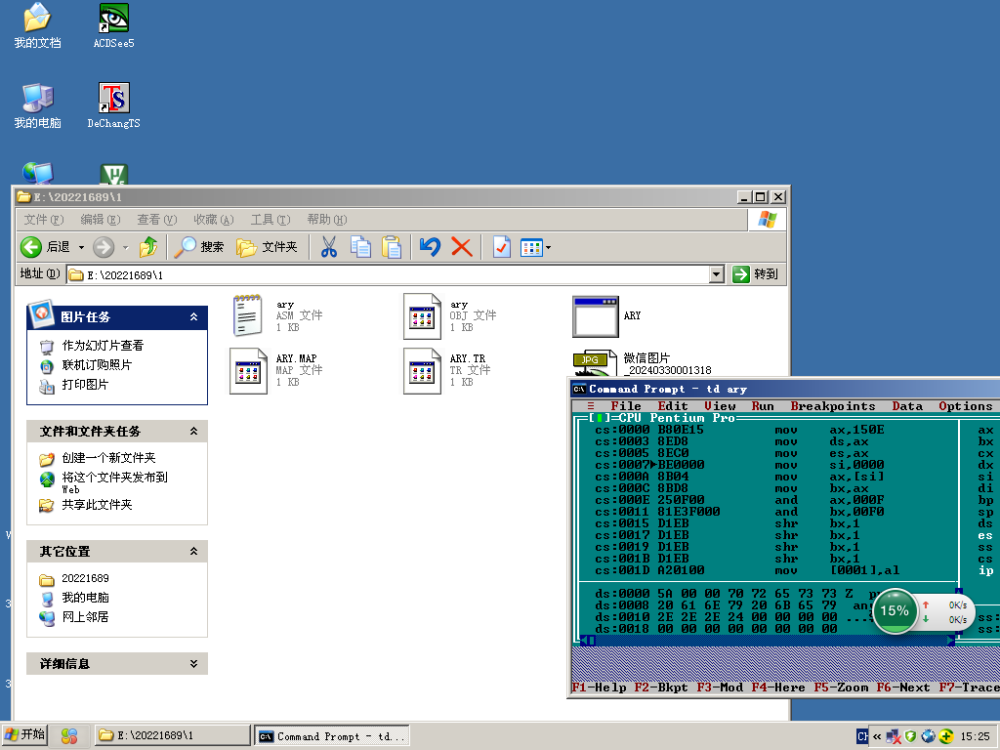 我的文档
ACDSee5
我的电脑
DeChangTS
E:\20221689\1
文件(F) 编辑(E) 查看(V) 收藏(A) 工具(T) 帮助(H)
后退 搜索 文件夹
地址(D) E:\20221689\1 转到
图片任务
作为幻灯片查看
联机订购照片
打印图片
文件和文件夹任务
创建一个新文件夹
将这个文件夹发布到
Web
共享此文件夹
其它位置
20221689
我的电脑
网上邻居
详细信息
ary
ASM 文件
1 KB
ary
OBJ 文件
1 KB
ARY
ARY.MAP
MAP 文件
1 KB
ARY.TR
TR 文件
1 KB
JPG
微信图片
_20240330001318
Command Prompt - td ary
≡ File Edit View Run Breakpoints Data Options
[▮]=CPU Pentium Pro
cs:0000 B80E15 mov ax,150E ax
cs:0003 8ED8 mov ds,ax bx
cs:0005 8EC0 mov es,ax cx
cs:0007▶BE0000 mov si,0000 dx
cs:000A 8B04 mov ax,[si] si
cs:000C 8BD8 mov bx,ax di
cs:000E 250F00 and ax,000F bp
cs:0011 81E3F000 and bx,00F0 sp
cs:0015 D1EB shr bx,1 ds
cs:0017 D1EB shr bx,1 es
cs:0019 D1EB shr bx,1 ss
cs:001B D1EB shr bx,1 cs
cs:001D A20100 mov [0001],al ip
ds:0000 5A 00 00 70 72 65 73 73 Z
ds:0008 20 61 6E 79 20 6B 65 79 any
ds:0010 2E 2E 2E 24 00 00 00 00 ...$ ss:
ds:0018 00 00 00 00 00 00 00 00 ss:
15%
0K/s
0K/s
F1-Help F2-Bkpt F3-Mod F4-Here F5-Zoom F6-Next F7-Trace
开始 E:\20221689\1 Command Prompt - td... CH « 15:25